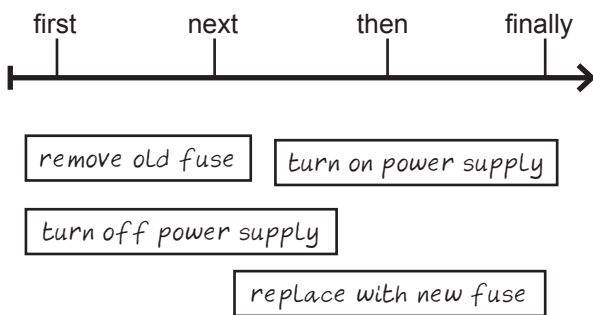 first next then finally
remove old fuse
turn on power supply
turn off power supply
replace with new fuse